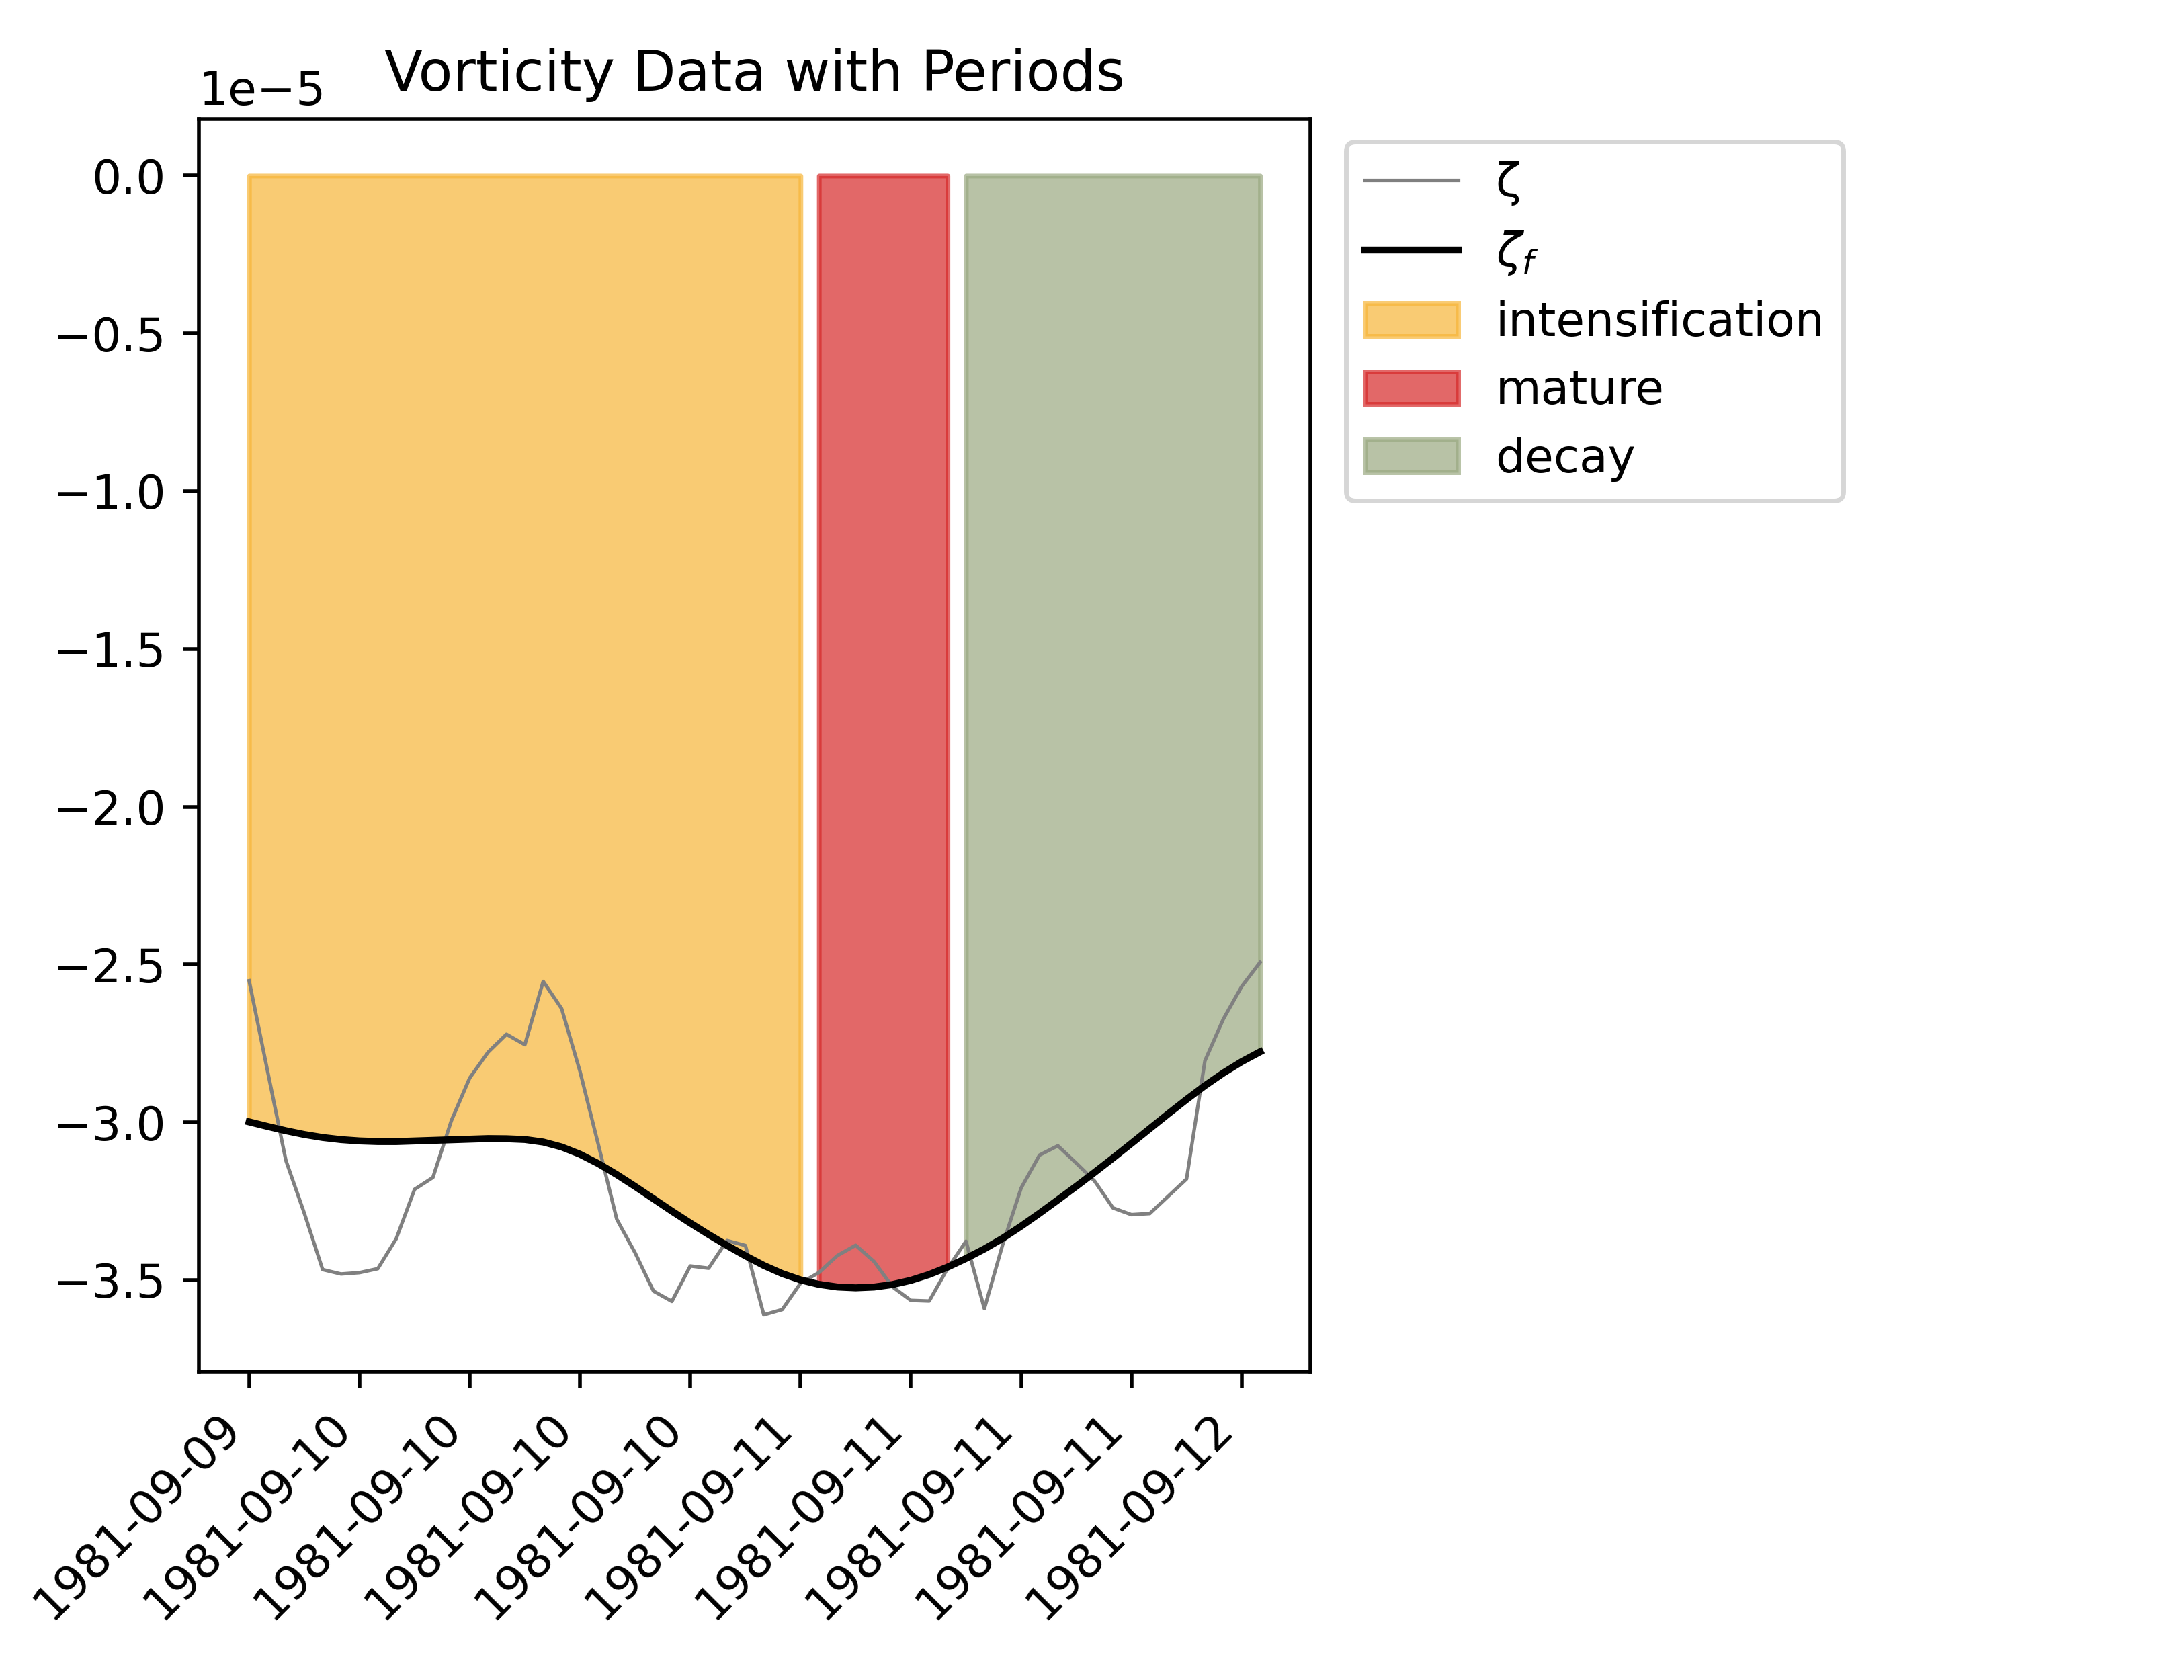 Vorticity Data with Periods
1e−5
0.0
−0.5
−1.0
−1.5
−2.0
−2.5
−3.0
−3.5
1981-09-09
1981-09-10
1981-09-10
1981-09-10
1981-09-10
1981-09-11
1981-09-11
1981-09-11
1981-09-11
1981-09-12
ζ
ζf
intensification
mature
decay